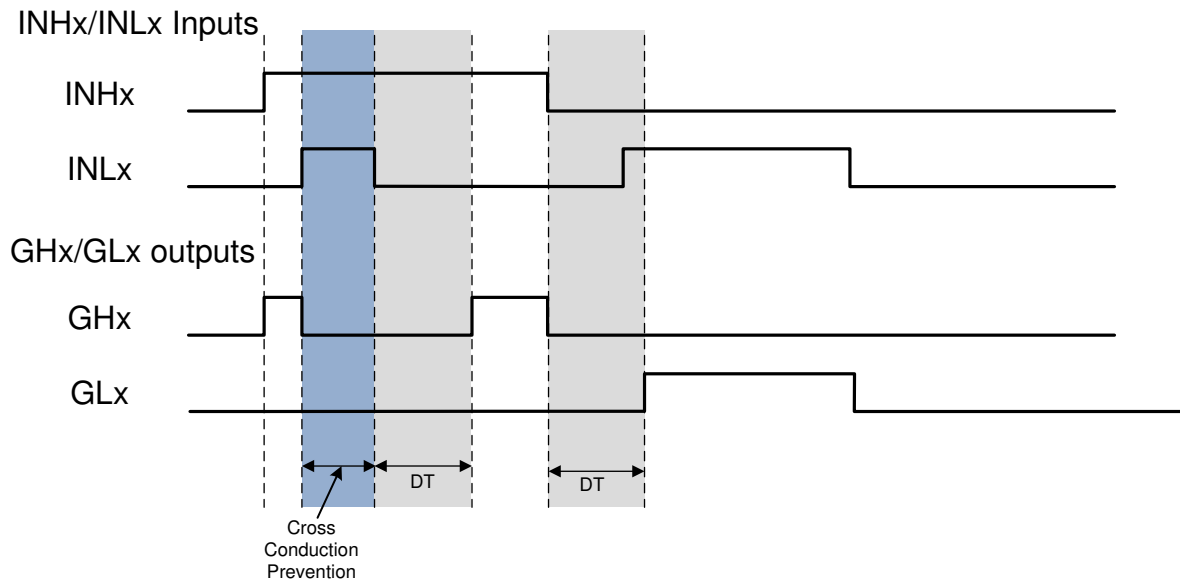 INHx/INLx Inputs
INHx
INLx
GHx/GLx outputs
GHx
GLx
DT
DT
Cross
Conduction
Prevention